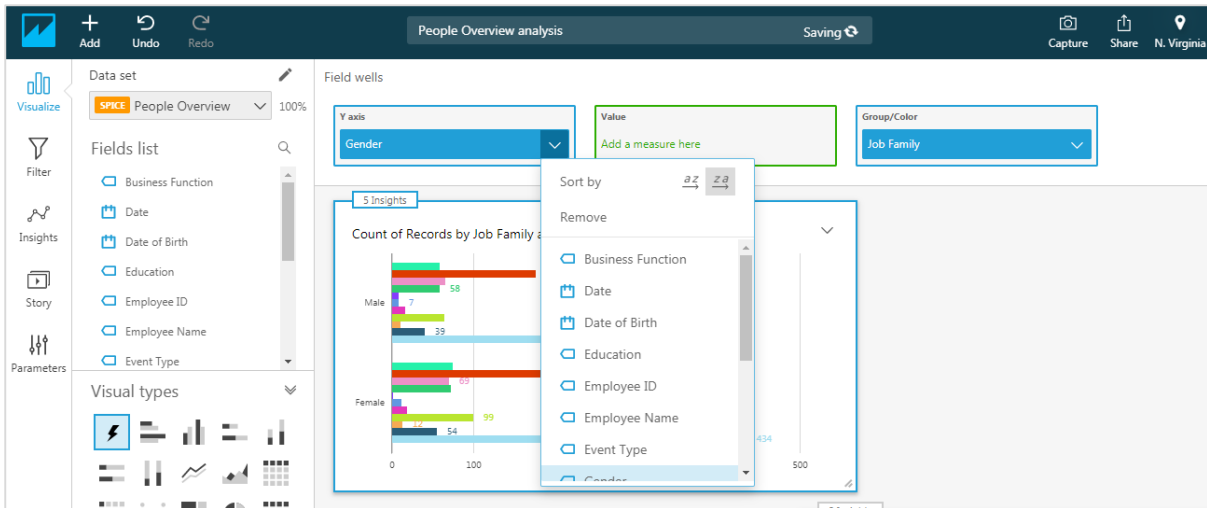 Add
Undo
Redo
People Overview analysis
Saving
Capture
Share
N. Virginia
Visualize
Filter
Insights
Story
Parameters
Data set
SPICE People Overview
100%
Fields list
Business Function
Date
Date of Birth
Education
Employee ID
Employee Name
Event Type
Visual types
Field wells
Y axis
Gender
Value
Add a measure here
Group/Color
Job Family
Sort by
az
za
Remove
Business Function
Date
Date of Birth
Education
Employee ID
Employee Name
Event Type
Gender
5 Insights
Count of Records by Job Family
Male
58
7
39
Female
69
99
12
54
434
0
100
500